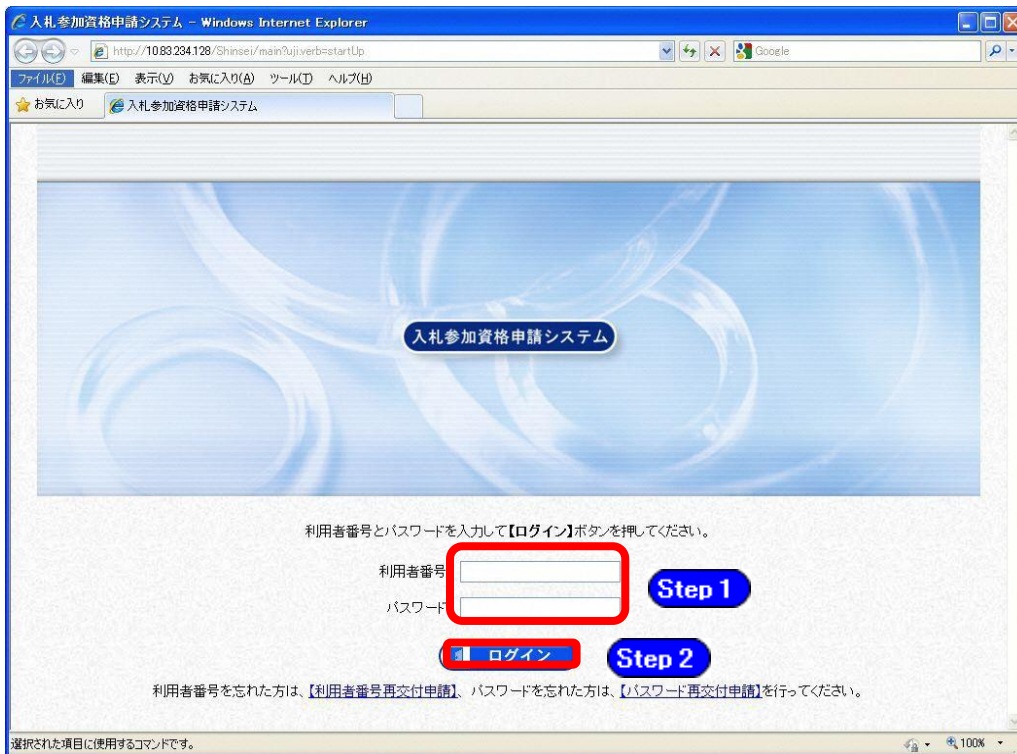 入札参加資格申請システム - Windows Internet Explorer
http://10.83.234.128/Shinsei/main?uji.verb=startUp
Google
ファイル(F) 編集(E) 表示(V) お気に入り(A) ツール(T) ヘルプ(H)
お気に入り 入札参加資格申請システム
入札参加資格申請システム
利用者番号とパスワードを入力して【ログイン】ボタンを押してください。
利用者番号
Step 1
パスワード
ログイン
Step 2
利用者番号を忘れた方は、【利用者番号再交付申請】、パスワードを忘れた方は、【パスワード再交付申請】を行ってください。
選択された項目に使用するコマンドです。
100%